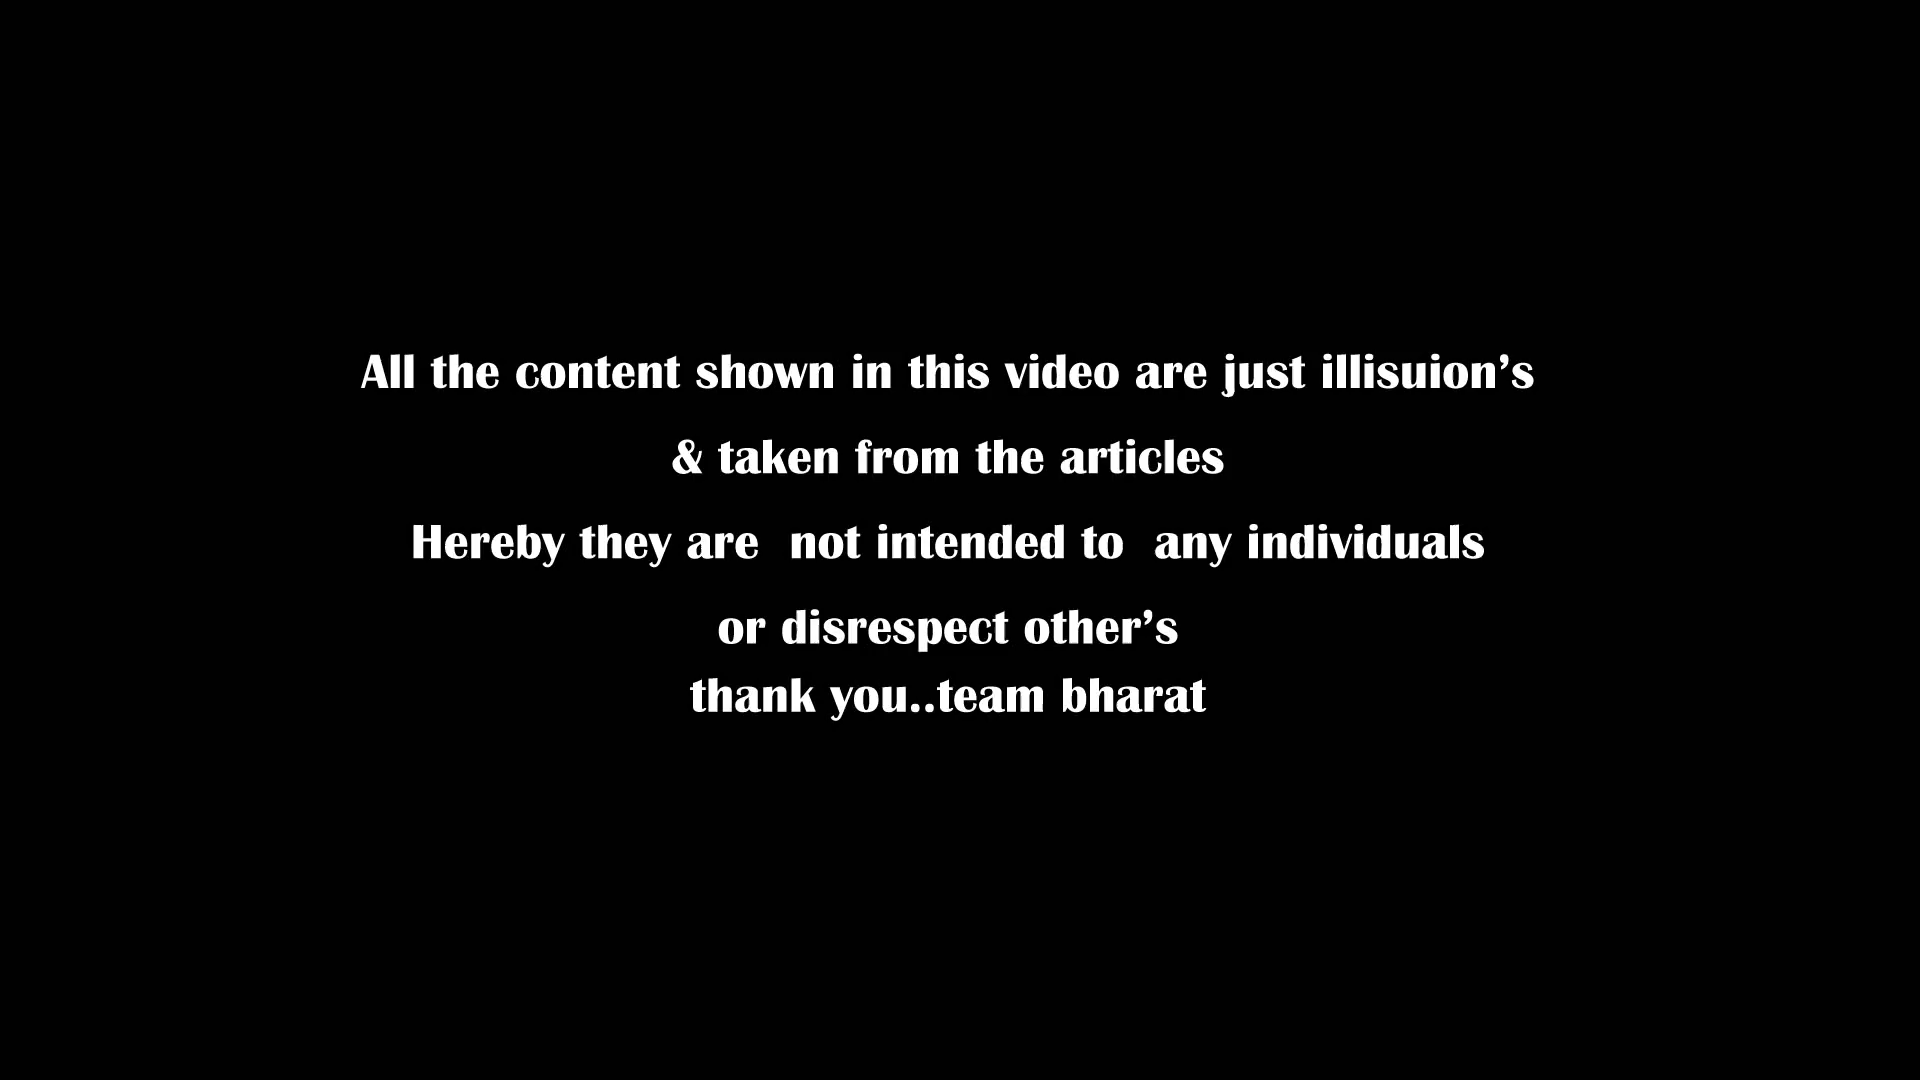 All the content shown in this video are just illisuion’s
& taken from the articles
Hereby they are not intended to any individuals
or disrespect other’s
thank you..team bharat